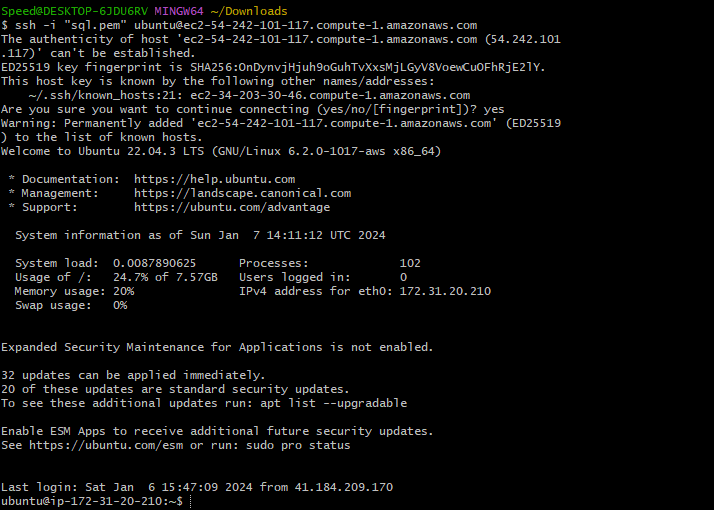 Speed@DESKTOP-6JDU6RV MINGW64 ~/Downloads
$ ssh -i "sql.pem" ubuntu@ec2-54-242-101-117.compute-1.amazonaws.com
The authenticity of host 'ec2-54-242-101-117.compute-1.amazonaws.com (54.242.101
.117)' can't be established.
ED25519 key fingerprint is SHA256:OnDynvjHjuh9oGuhTvXxsMjLGyV8VoewCuOFhRjE2lY.
This host key is known by the following other names/addresses:
    ~/.ssh/known_hosts:21: ec2-34-203-30-46.compute-1.amazonaws.com
Are you sure you want to continue connecting (yes/no/[fingerprint])? yes
Warning: Permanently added 'ec2-54-242-101-117.compute-1.amazonaws.com' (ED25519
) to the list of known hosts.
Welcome to Ubuntu 22.04.3 LTS (GNU/Linux 6.2.0-1017-aws x86_64)

 * Documentation:  https://help.ubuntu.com
 * Management:     https://landscape.canonical.com
 * Support:        https://ubuntu.com/advantage

  System information as of Sun Jan  7 14:11:12 UTC 2024

  System load:  0.0087890625      Processes:             102
  Usage of /:   24.7% of 7.57GB   Users logged in:       0
  Memory usage: 20%               IPv4 address for eth0: 172.31.20.210
  Swap usage:   0%


Expanded Security Maintenance for Applications is not enabled.

32 updates can be applied immediately.
20 of these updates are standard security updates.
To see these additional updates run: apt list --upgradable

Enable ESM Apps to receive additional future security updates.
See https://ubuntu.com/esm or run: sudo pro status


Last login: Sat Jan  6 15:47:09 2024 from 41.184.209.170
ubuntu@ip-172-31-20-210:~$